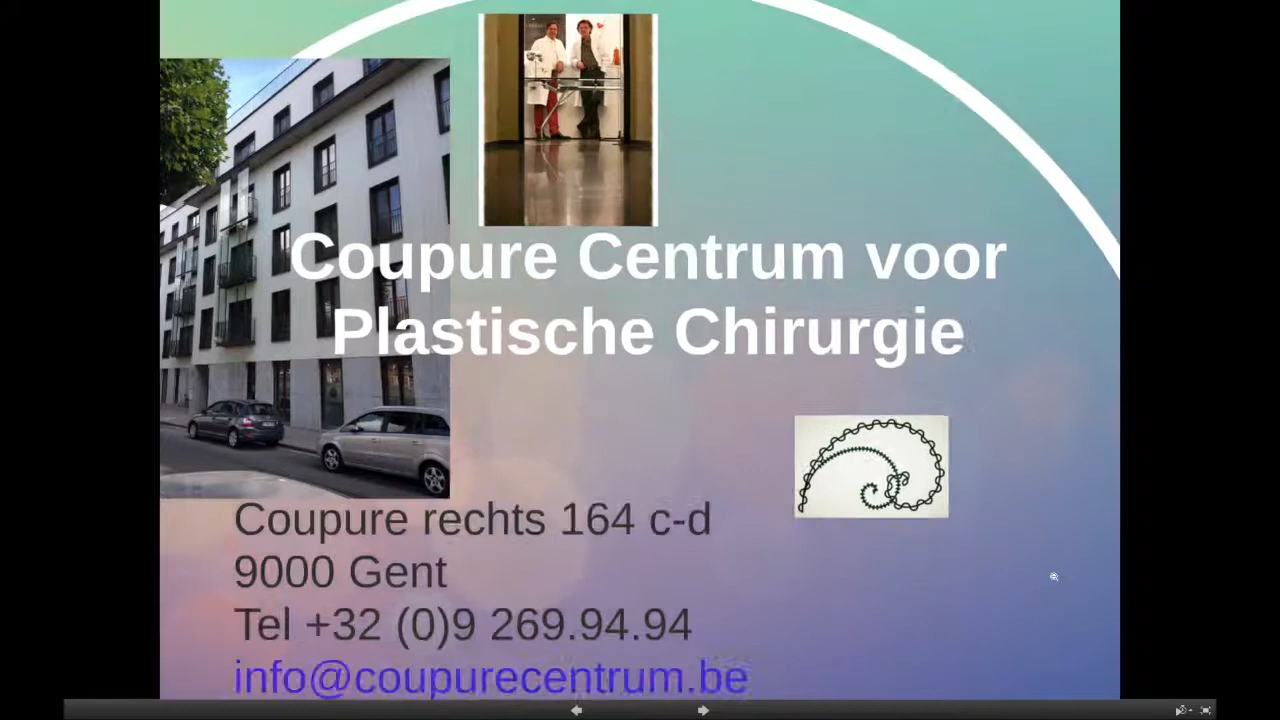 Coupure Centrum voor
Plastische Chirurgie
Coupure rechts 164 c-d
9000 Gent
Tel +32 (0)9 269.94.94
info@coupurecentrum.be